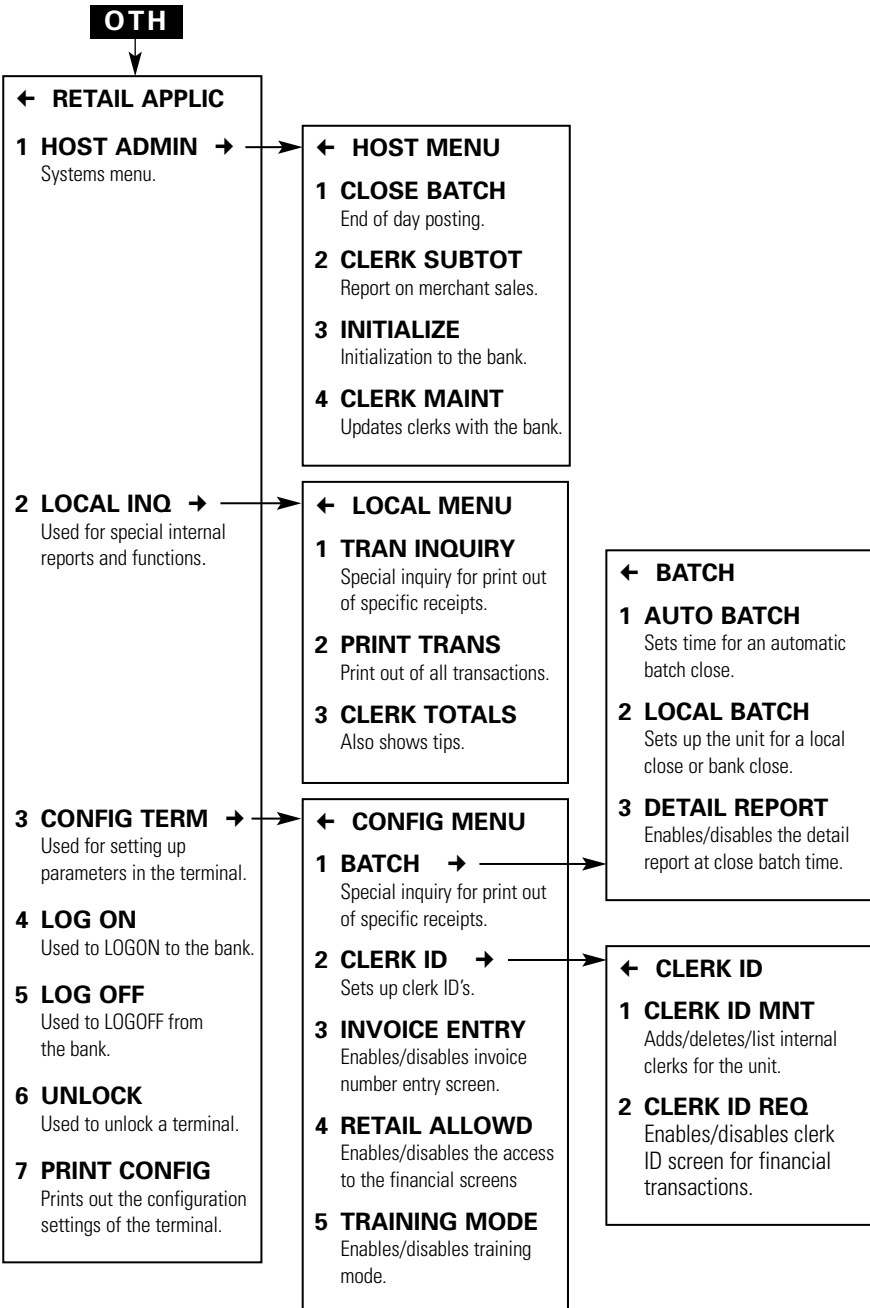 OTH
← RETAIL APPLIC
1 HOST ADMIN →
Systems menu.
2 LOCAL INQ →
Used for special internal
reports and functions.
3 CONFIG TERM →
Used for setting up
parameters in the terminal.
4 LOG ON
Used to LOGON to the bank.
5 LOG OFF
Used to LOGOFF from
the bank.
6 UNLOCK
Used to unlock a terminal.
7 PRINT CONFIG
Prints out the configuration
settings of the terminal.
← HOST MENU
1 CLOSE BATCH
End of day posting.
2 CLERK SUBTOT
Report on merchant sales.
3 INITIALIZE
Initialization to the bank.
4 CLERK MAINT
Updates clerks with the bank.
← LOCAL MENU
1 TRAN INQUIRY
Special inquiry for print out
of specific receipts.
2 PRINT TRANS
Print out of all transactions.
3 CLERK TOTALS
Also shows tips.
← CONFIG MENU
1 BATCH →
Special inquiry for print out
of specific receipts.
2 CLERK ID →
Sets up clerk ID's.
3 INVOICE ENTRY
Enables/disables invoice
number entry screen.
4 RETAIL ALLOWD
Enables/disables the access
to the financial screens
5 TRAINING MODE
Enables/disables training
mode.
← BATCH
1 AUTO BATCH
Sets time for an automatic
batch close.
2 LOCAL BATCH
Sets up the unit for a local
close or bank close.
3 DETAIL REPORT
Enables/disables the detail
report at close batch time.
← CLERK ID
1 CLERK ID MNT
Adds/deletes/list internal
clerks for the unit.
2 CLERK ID REQ
Enables/disables clerk
ID screen for financial
transactions.